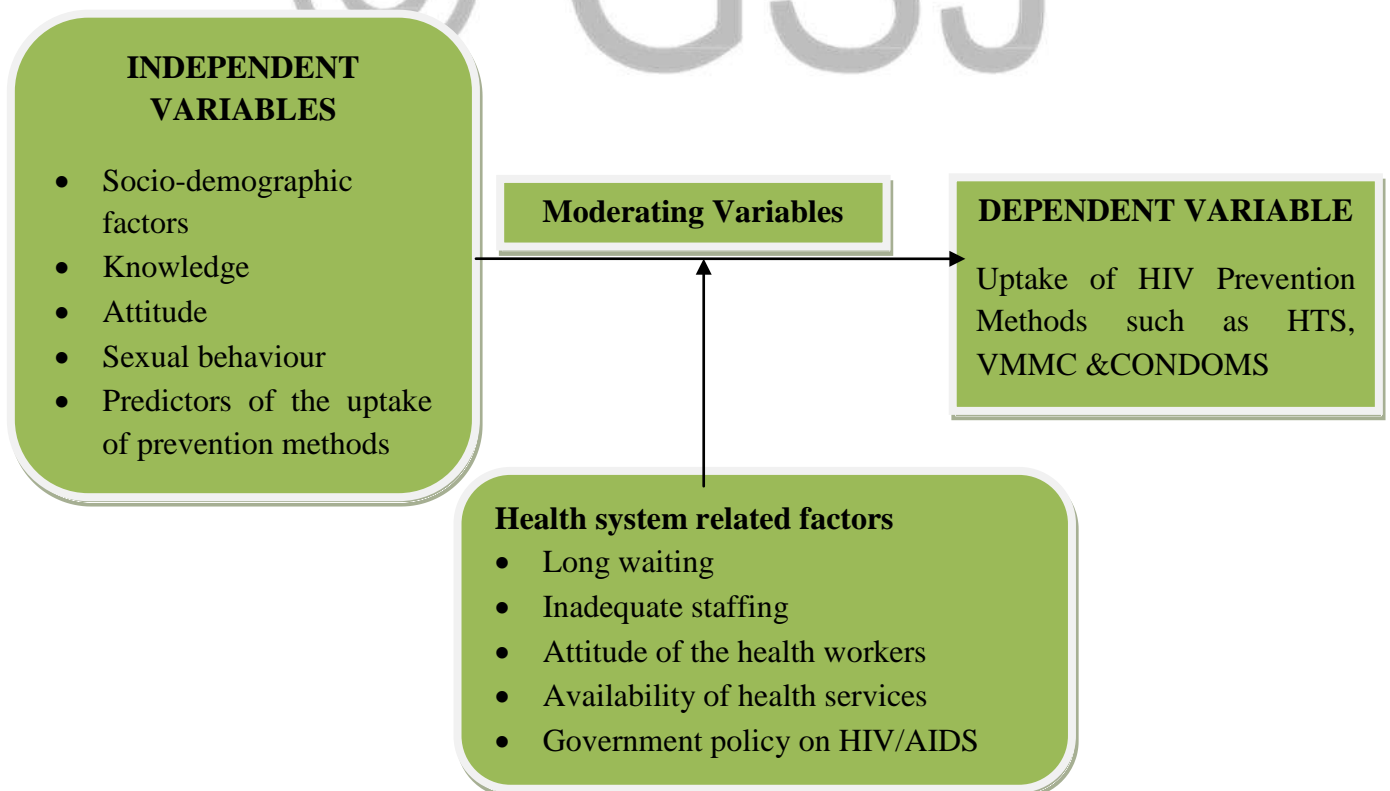 © GSJ
INDEPENDENT
VARIABLES
• Socio-demographic
factors
• Knowledge
• Attitude
• Sexual behaviour
• Predictors of the uptake
of prevention methods
Moderating Variables
DEPENDENT VARIABLE
Uptake of HIV Prevention
Methods such as HTS,
VMMC &CONDOMS
Health system related factors
• Long waiting
• Inadequate staffing
• Attitude of the health workers
• Availability of health services
• Government policy on HIV/AIDS